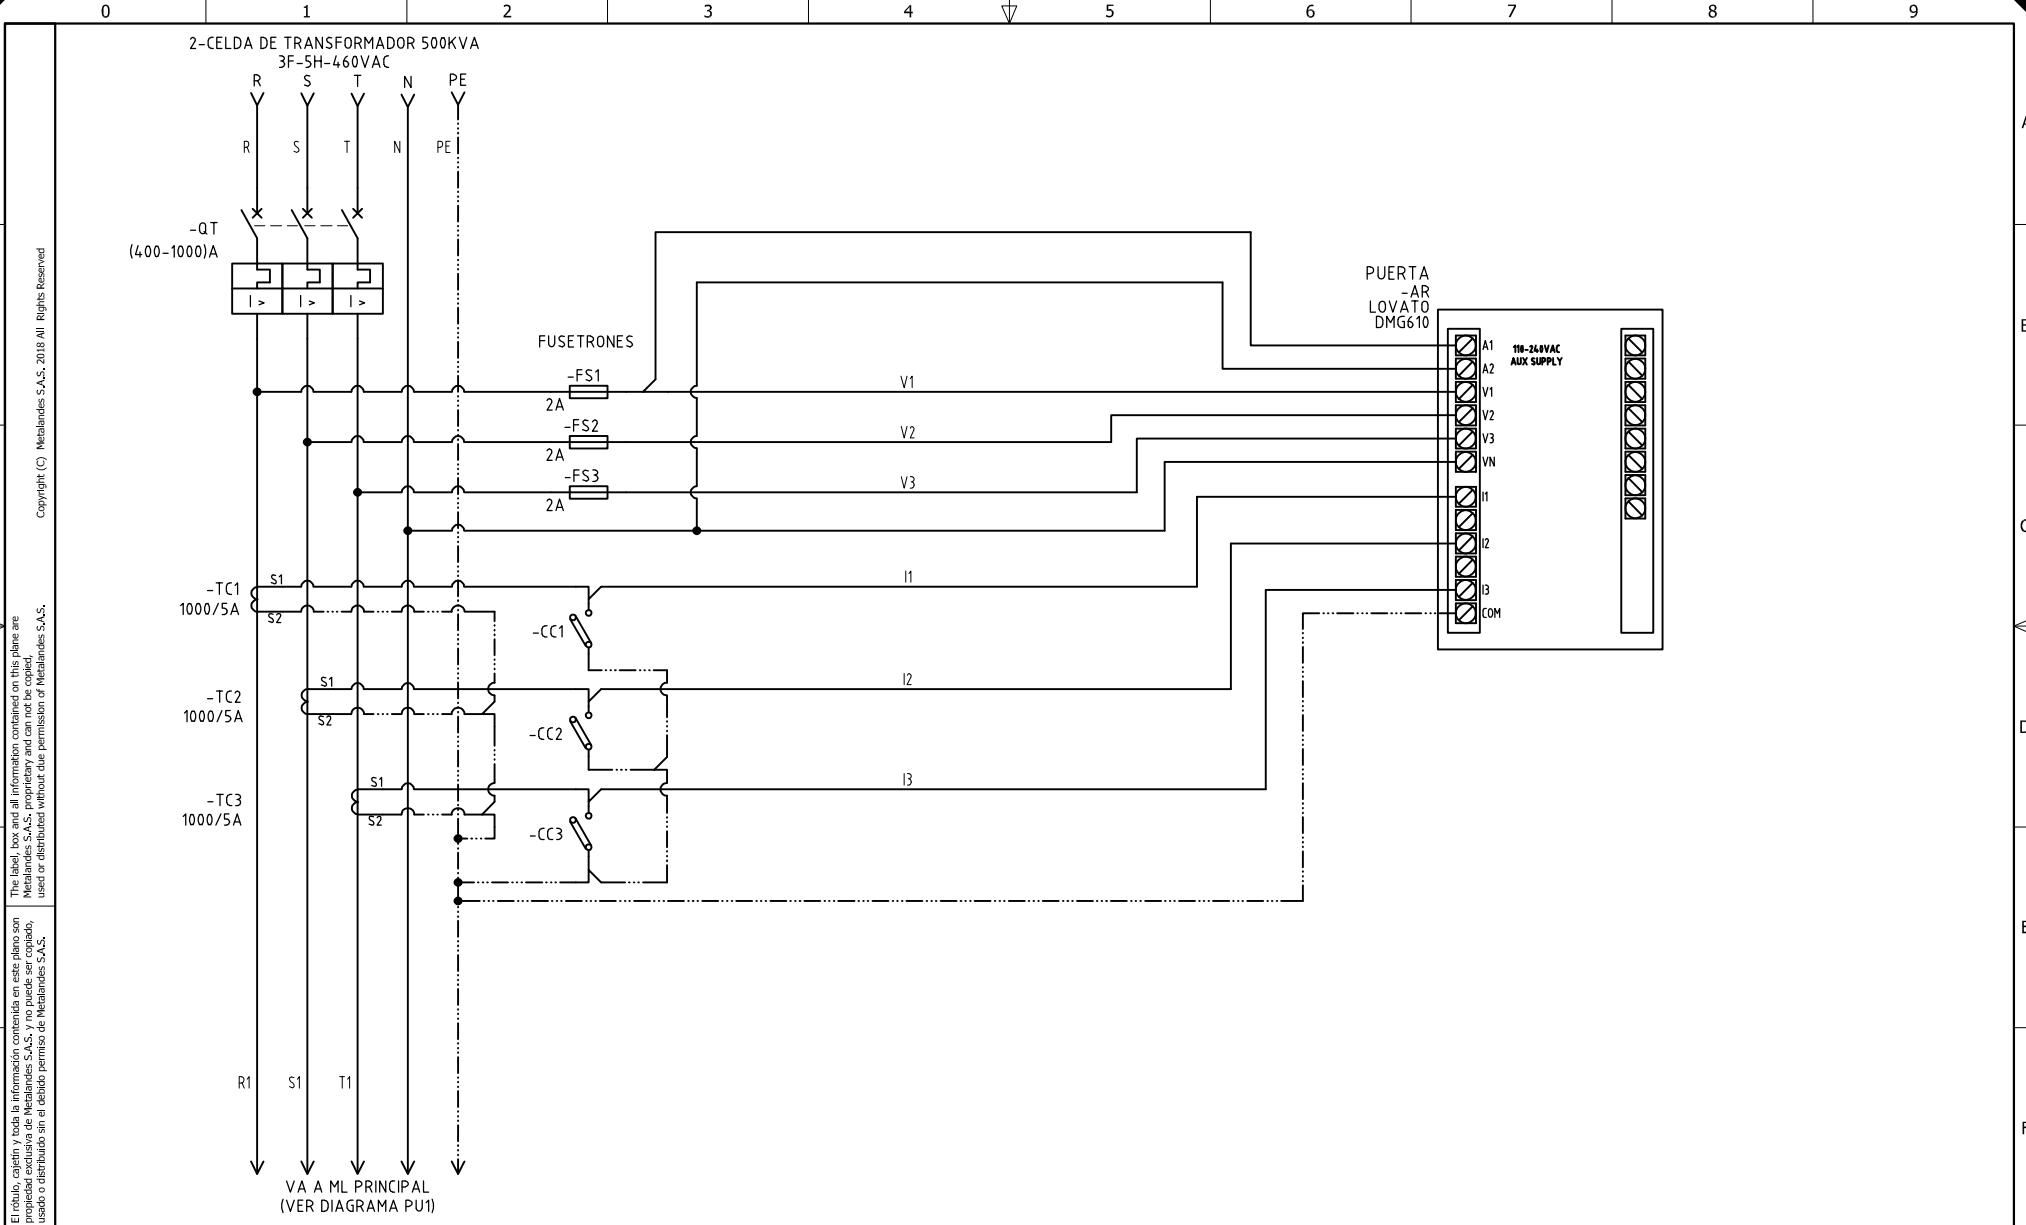 0 1 2 3 4 5 6 7 8 9
2-CELDA DE TRANSFORMADOR 500KVA
3F-5H-460VAC
R S T N PE
R S T N PE
-QT
(400-1000)A
I > I > I >
FUSETRONES
-FS1
2A
V1
-FS2
2A
V2
-FS3
2A
V3
PUERTA
-AR
LOVATO
DMG610
110-240VAC
AUX SUPPLY
A1
A2
V1
V2
V3
VN
I1
I2
I3
COM
-TC1
1000/5A
S1
S2
I1
-CC1
-TC2
1000/5A
S1
S2
I2
-CC2
-TC3
1000/5A
S1
S2
I3
-CC3
R1 S1 T1
VA A ML PRINCIPAL
(VER DIAGRAMA PU1)
Copyright (C) Metalandes S.A.S. 2018 All Rights Reserved
The label, box and all information contained on this plane are
Metalandes S.A.S. proprietary and can not be copied,
used or distributed without due permission of Metalandes S.A.S.
El rótulo, cajetín y toda la información contenida en este plano son
propiedad exclusiva de Metalandes S.A.S. y no puede ser copiado,
usado o distribuido sin el debido permiso de Metalandes S.A.S.